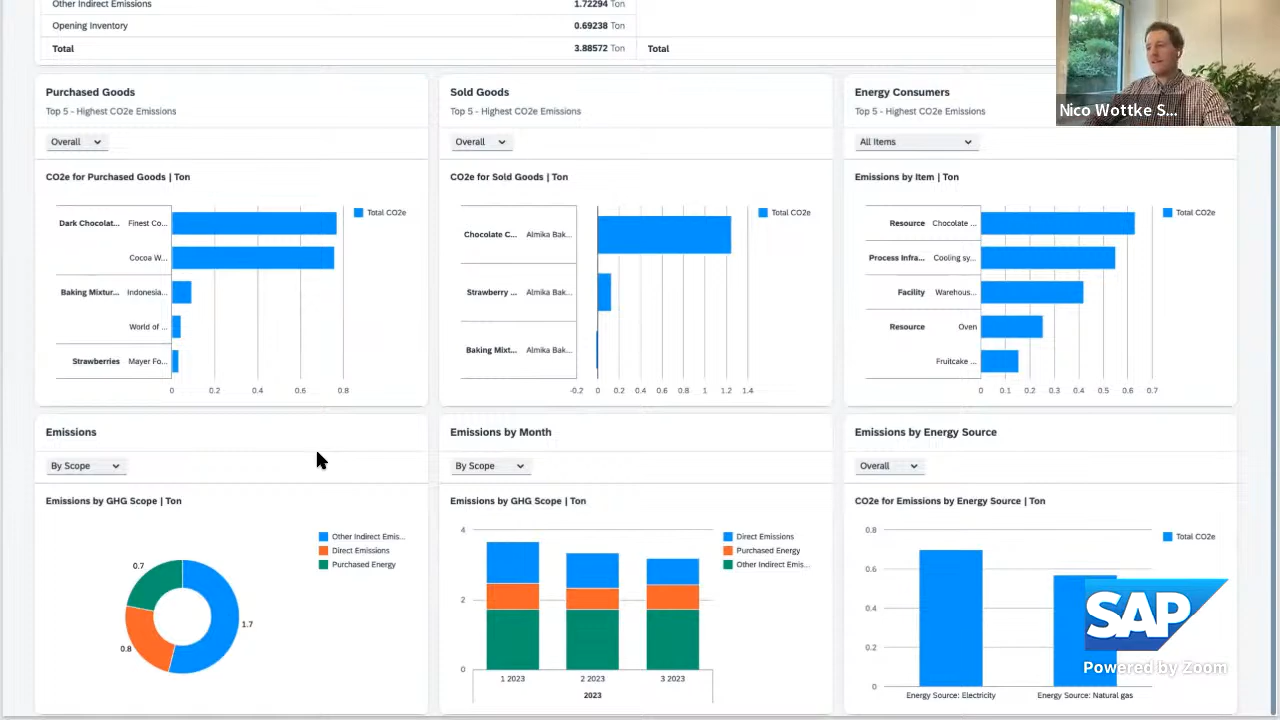 Other Indirect Emissions 1.72294 Ton
Opening Inventory 0.69238 Ton
Total 3.88572 Ton Total
Nico Wottke S...
Purchased Goods
Top 5 - Highest CO2e Emissions
Overall
CO2e for Purchased Goods | Ton
Total CO2e
Dark Chocolat... Finest Co...
Cocoa W...
Baking Mixtur... Indonesia...
World of ...
Strawberries Mayer Fo...
0 0.2 0.4 0.6 0.8
Sold Goods
Top 5 - Highest CO2e Emissions
Overall
CO2e for Sold Goods | Ton
Total CO2e
Chocolate C... Almika Bak...
Strawberry ... Almika Bak...
Baking Mixt... Almika Bak...
-0.2 0 0.2 0.4 0.6 0.8 1 1.2 1.4
Energy Consumers
Top 5 - Highest CO2e Emissions
All Items
Emissions by Item | Ton
Total CO2e
Resource Chocolate ...
Process Infra... Cooling sy...
Facility Warehous...
Resource Oven
Fruitcake ...
0 0.1 0.2 0.3 0.4 0.5 0.6 0.7
Emissions
By Scope
Emissions by GHG Scope | Ton
Other Indirect Emis...
Direct Emissions
Purchased Energy
0.7
1.7
0.8
Emissions by Month
By Scope
Emissions by GHG Scope | Ton
4
2
0
Direct Emissions
Purchased Energy
Other Indirect Emis...
1 2023 2 2023 3 2023
2023
Emissions by Energy Source
Overall
CO2e for Emissions by Energy Source | Ton
0.8
0.6
0.4
0.2
0
Total CO2e
Energy Source: Electricity Energy Source: Natural gas
SAP
Powered by Zoom